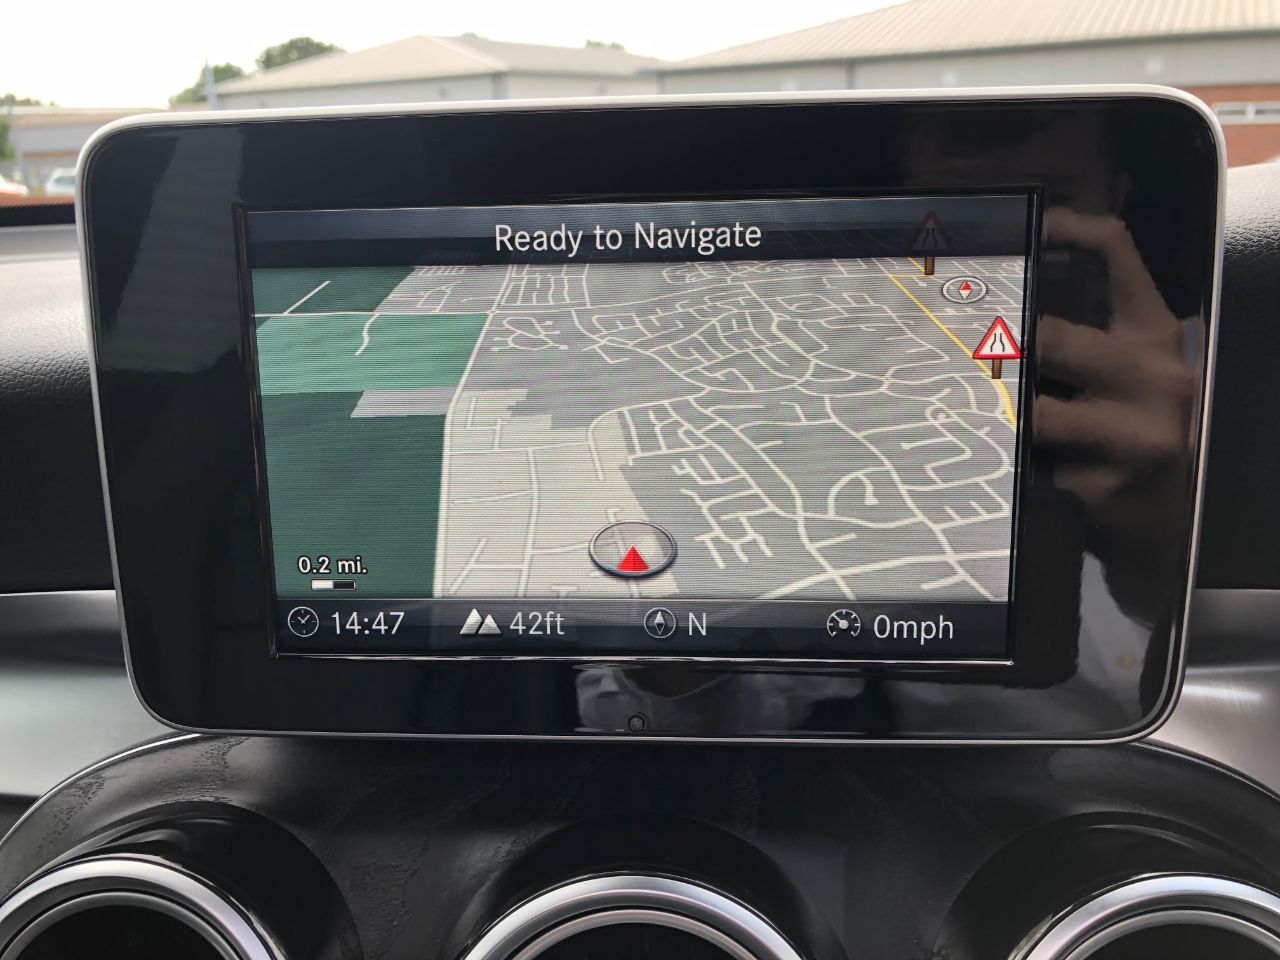 Ready to Navigate
0.2 mi.
14:47 42ft N 0mph